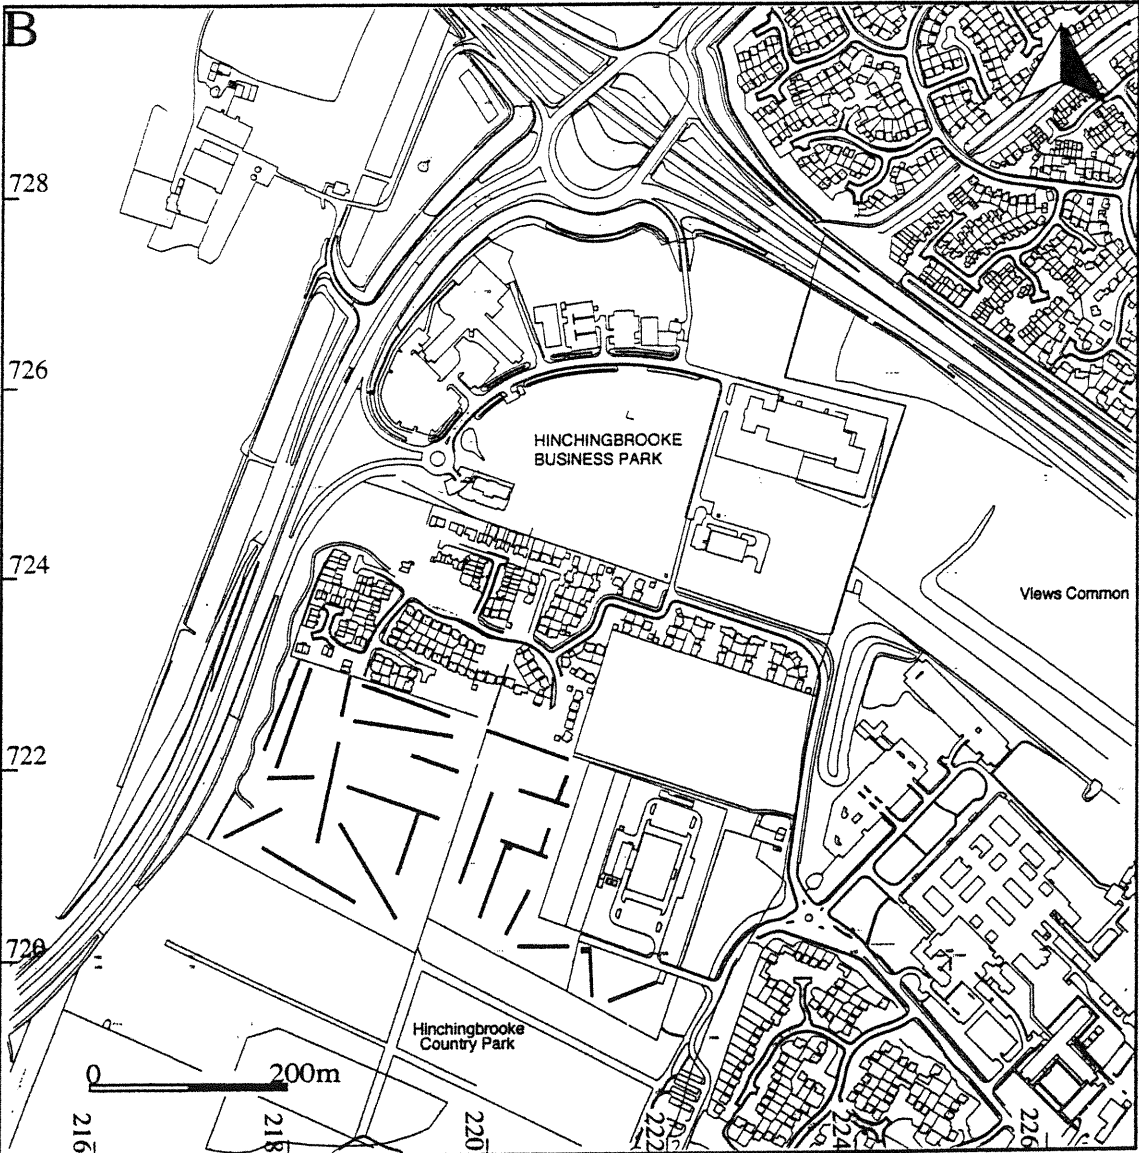 B
728
726
HINCHINGBROOKE
BUSINESS PARK
724
Views Common
722
720
Hinchingbrooke
Country Park
0 200m
216
218
220
222
224
226